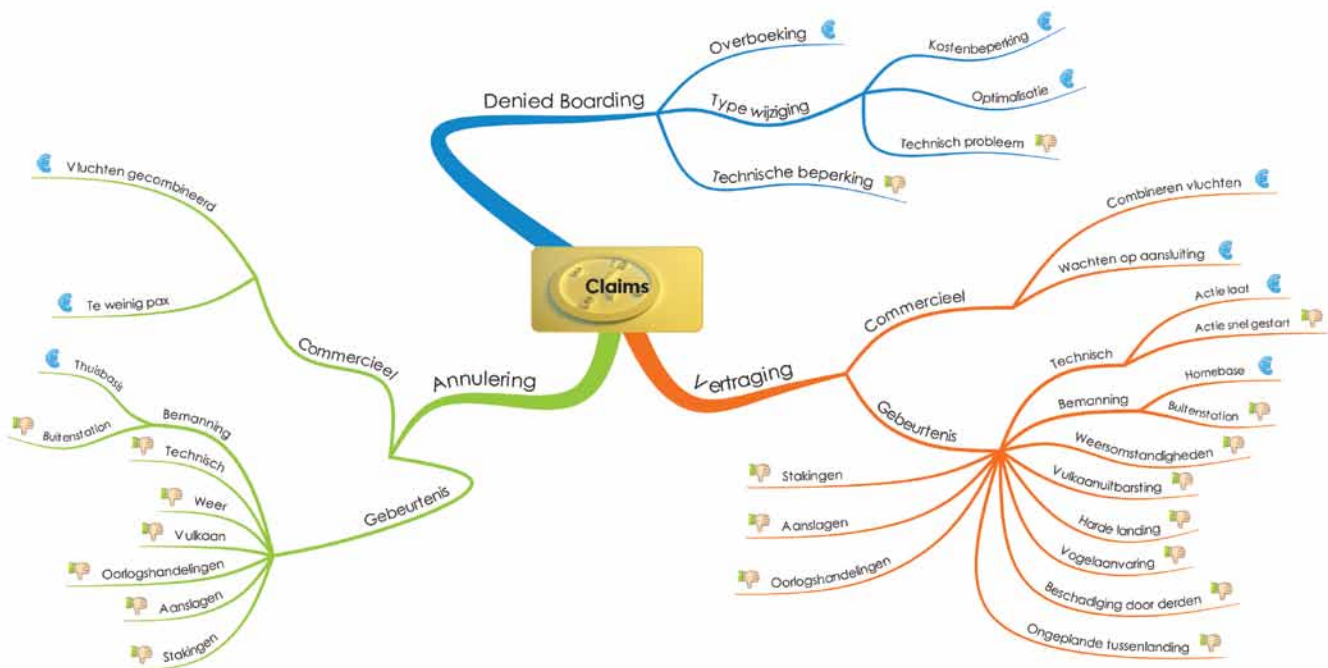 Claims
Denied Boarding
Overboeking
Type wijziging
Kostenbeperking
Optimalisatie
Technisch probleem
Technische beperking
Vertraging
Commercieel
Combineren vluchten
Wachten op aansluiting
Gebeurtenis
Technisch
Actie laat
Actie snel gestart
Bemanning
Homebase
Buitenstation
Weersomstandigheden
Vulkaanuitbarsting
Harde landing
Vogelaanvaring
Beschadiging door derden
Ongeplande tussenlanding
Oorlogshandelingen
Aanslagen
Stakingen
Annulering
Commercieel
Vluchten gecombineerd
Te weinig pax
Gebeurtenis
Bemanning
Thuisbasis
Buitenstation
Technisch
Weer
Vulkaan
Oorlogshandelingen
Aanslagen
Stakingen